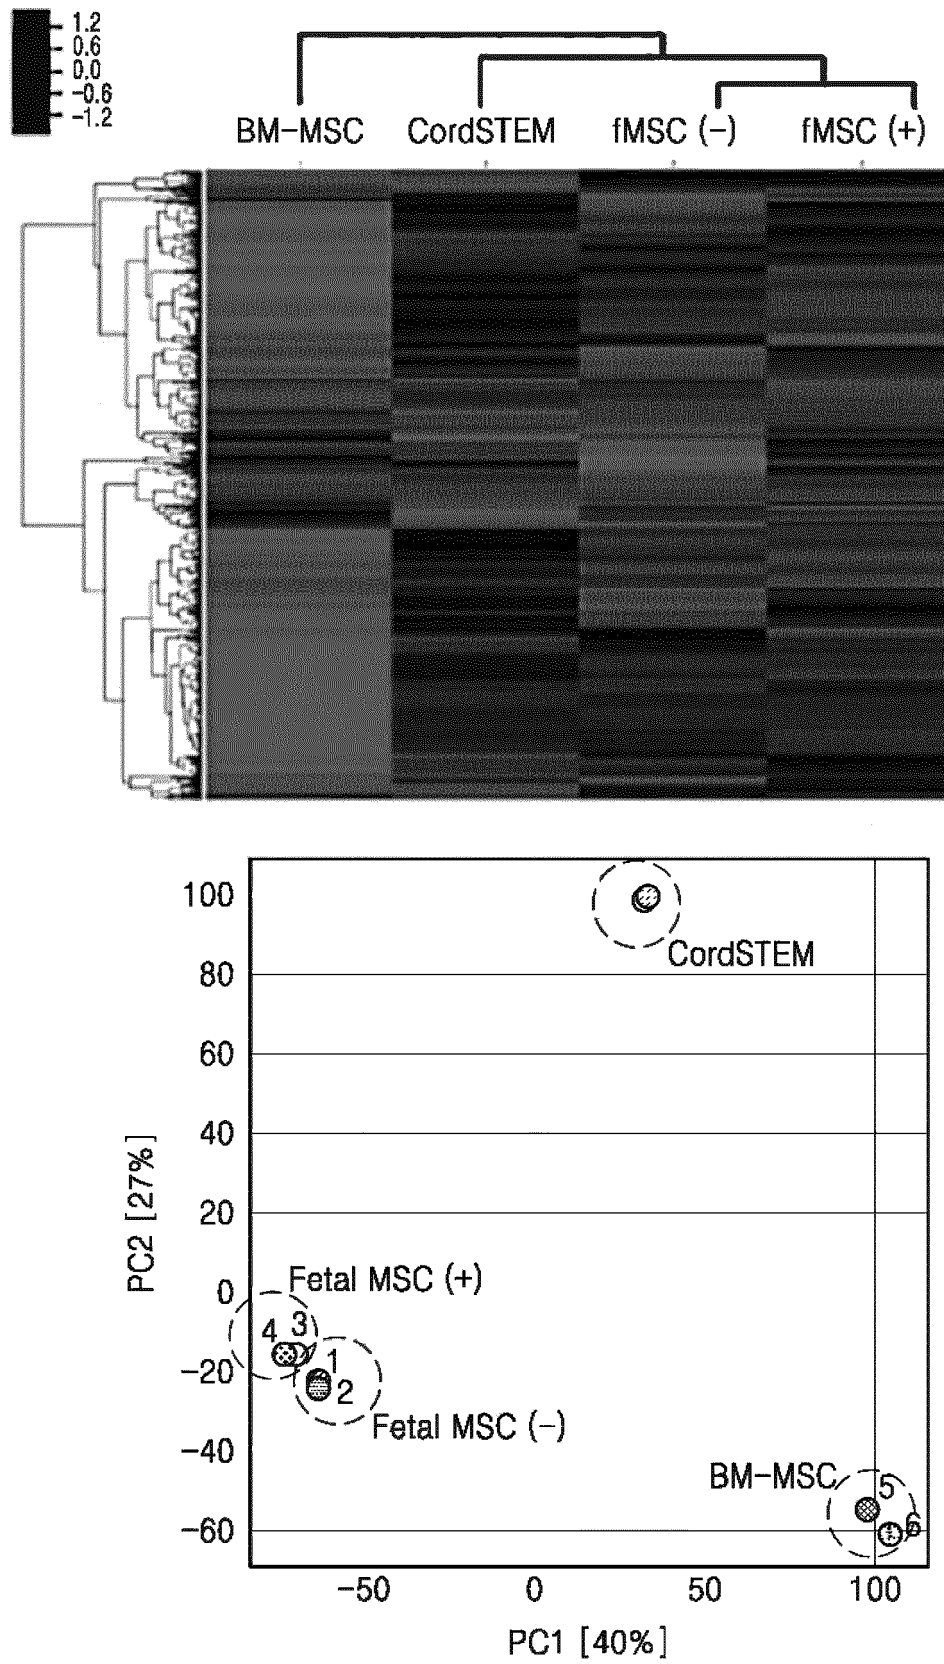 1.2
0.6
0.0
−0.6
−1.2
BM−MSC CordSTEM fMSC (−) fMSC (+)
100
CordSTEM
80
60
40
20
0
Fetal MSC (+)
4 3
1
−20
2
Fetal MSC (−)
−40
BM−MSC
5
6
−60
PC2 [27%]
−50 0 50 100
PC1 [40%]